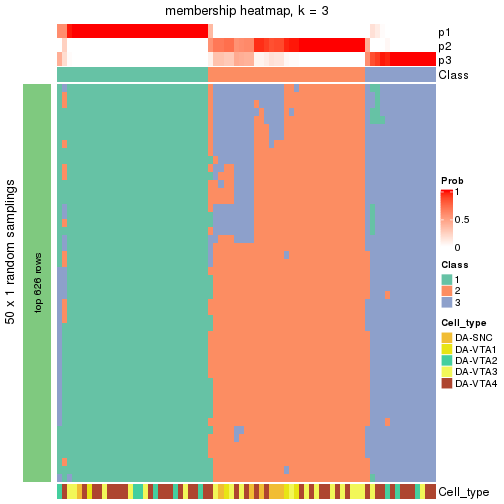 membership heatmap, k = 3
p1
p2
p3
Class
50 x 1 random samplings
top 626 rows
Prob
1
0.5
0
Class
1
2
3
Cell_type
DA-SNC
DA-VTA1
DA-VTA2
DA-VTA3
DA-VTA4
Cell_type